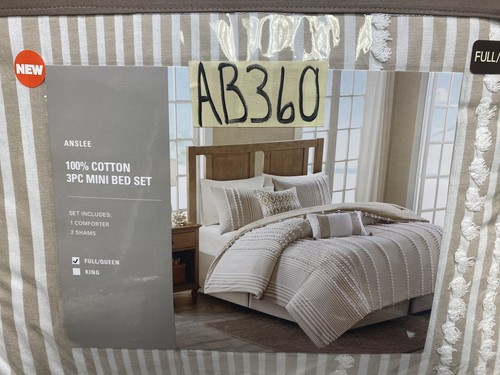 NEW
AB360
FULL/
ANSLEE
100% COTTON
3PC MINI BED SET
SET INCLUDES:
1 COMFORTER
2 SHAMS
FULL/QUEEN
KING